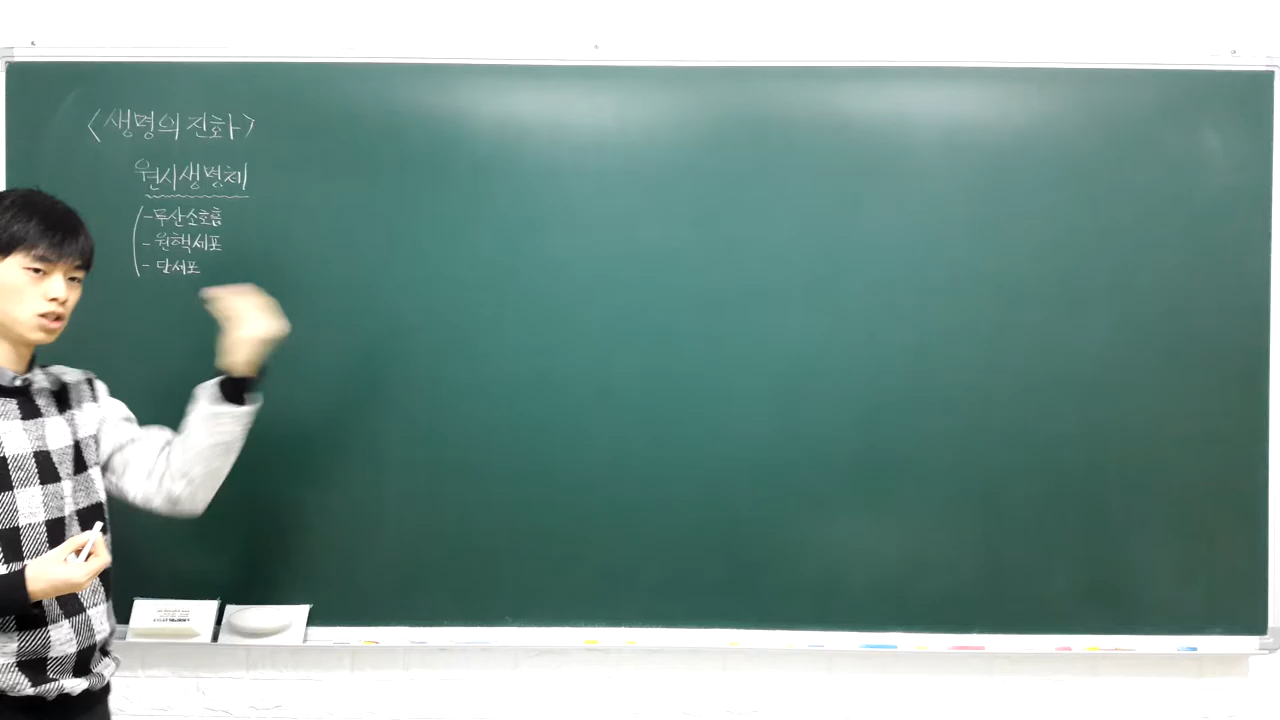 <생명의 진화>
원시생명체
- 무산소호흡
- 원핵세포
- 단세포